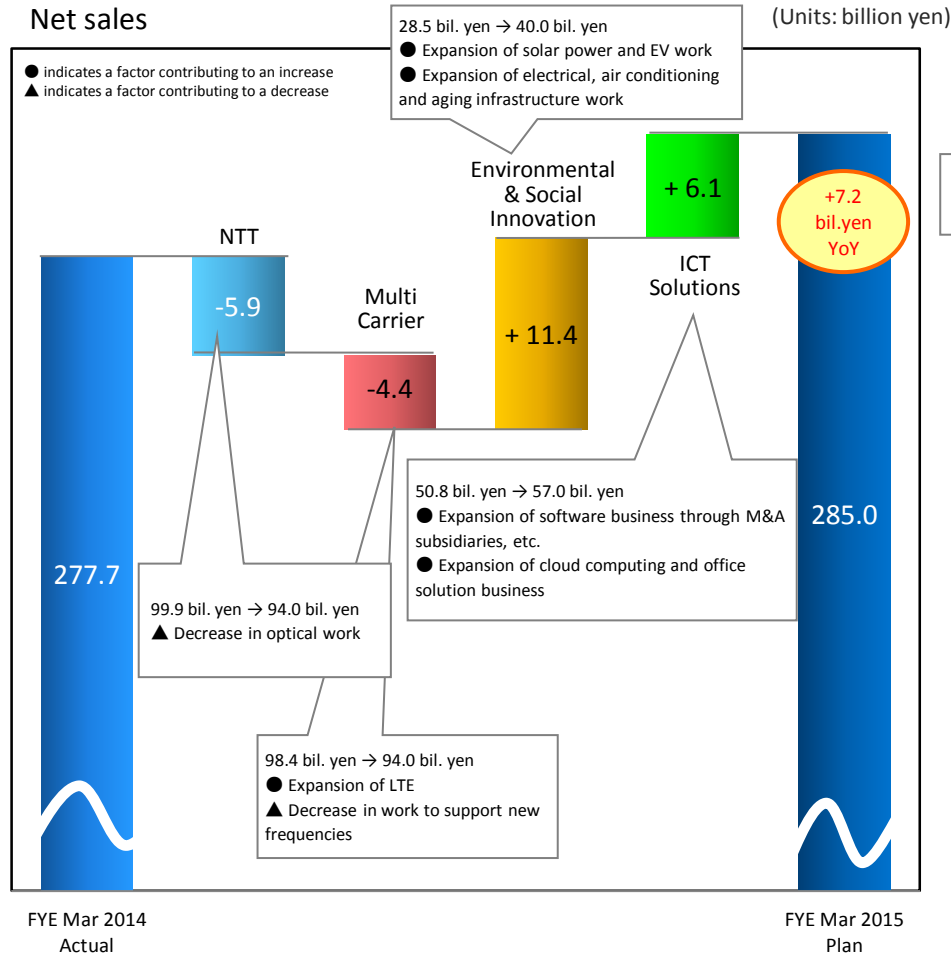 Net sales
(Units: billion yen)
● indicates a factor contributing to an increase
▲ indicates a factor contributing to a decrease
28.5 bil. yen → 40.0 bil. yen
● Expansion of solar power and EV work
● Expansion of electrical, air conditioning
and aging infrastructure work
NTT
-5.9
Multi
Carrier
-4.4
Environmental
& Social
Innovation
+ 11.4
+ 6.1
ICT
Solutions
+7.2
bil.yen
YoY
277.7
285.0
50.8 bil. yen → 57.0 bil. yen
● Expansion of software business through M&A
subsidiaries, etc.
● Expansion of cloud computing and office
solution business
99.9 bil. yen → 94.0 bil. yen
▲ Decrease in optical work
98.4 bil. yen → 94.0 bil. yen
● Expansion of LTE
▲ Decrease in work to support new
frequencies
FYE Mar 2014
Actual
FYE Mar 2015
Plan